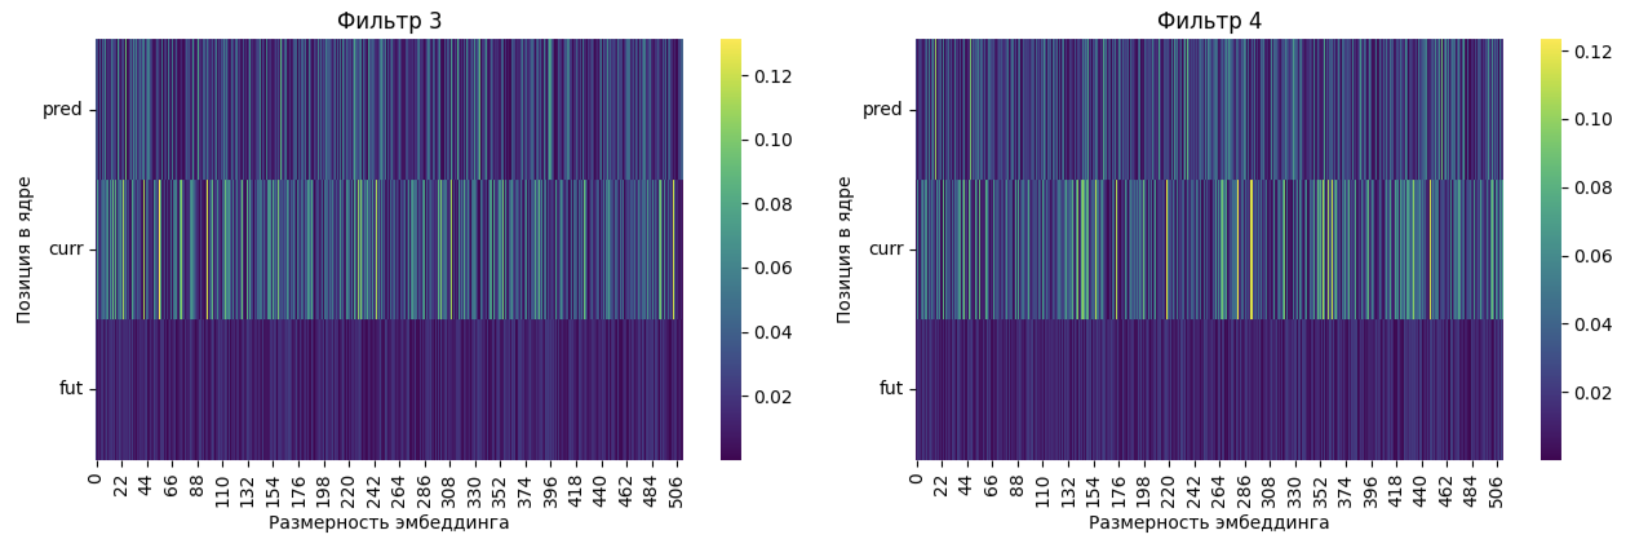 Фильтр 3
Позиция в ядре
pred
curr
fut
0 22 44 66 88 110 132 154 176 198 220 242 264 286 308 330 352 374 396 418 440 462 484 506
Размерность эмбеддинга
0.12
0.10
0.08
0.06
0.04
0.02
Фильтр 4
Позиция в ядре
pred
curr
fut
0 22 44 66 88 110 132 154 176 198 220 242 264 286 308 330 352 374 396 418 440 462 484 506
Размерность эмбеддинга
0.12
0.10
0.08
0.06
0.04
0.02